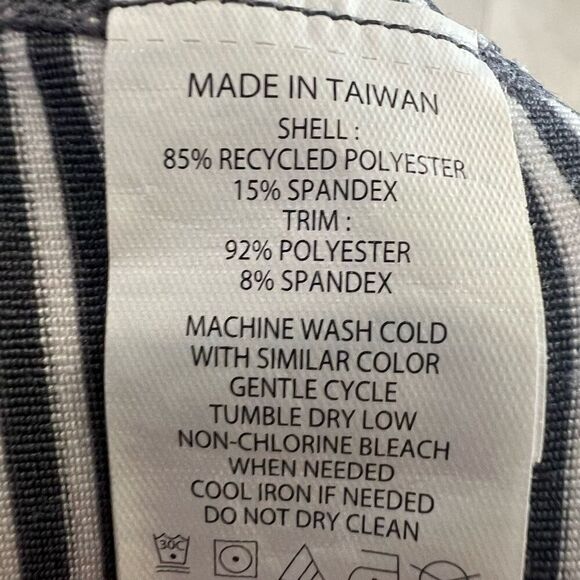 MADE IN TAIWAN
SHELL :
85% RECYCLED POLYESTER
15% SPANDEX
TRIM :
92% POLYESTER
8% SPANDEX
MACHINE WASH COLD
WITH SIMILAR COLOR
GENTLE CYCLE
TUMBLE DRY LOW
NON-CHLORINE BLEACH
WHEN NEEDED
COOL IRON IF NEEDED
DO NOT DRY CLEAN
30C